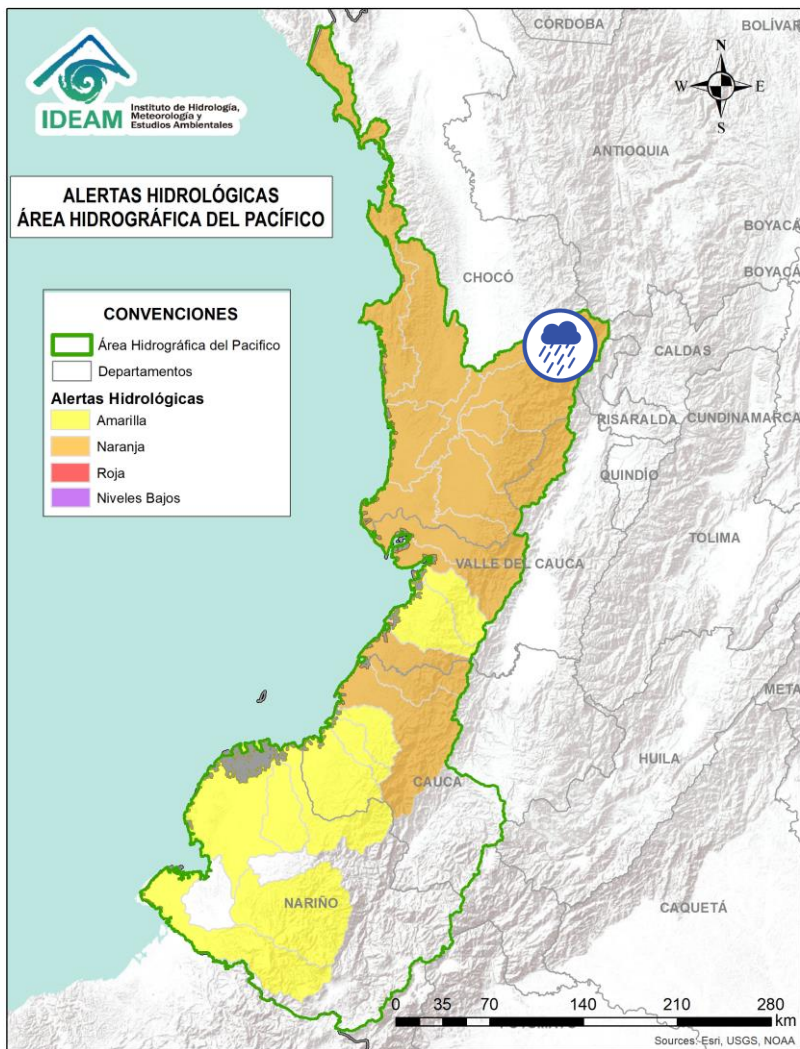 CÓRDOBA
BOLÍVAR
IDEAM
Instituto de Hidrología,
Meteorología y
Estudios Ambientales
N
W
E
S
ANTIOQUIA
ALERTAS HIDROLÓGICAS
ÁREA HIDROGRÁFICA DEL PACÍFICO
BOYACÁ
BOYACÁ
CHOCÓ
CONVENCIONES
Área Hidrográfica del Pacifico
Departamentos
Alertas Hidrológicas
Amarilla
Naranja
Roja
Niveles Bajos
CALDAS
RISARALDA
CUNDINAMARCA
QUINDÍO
TOLIMA
VALLE DEL CAUCA
META
HUILA
CAUCA
NARIÑO
CAQUETÁ
0 35 70 140 210 280
km
Sources: Esri, USGS, NOAA